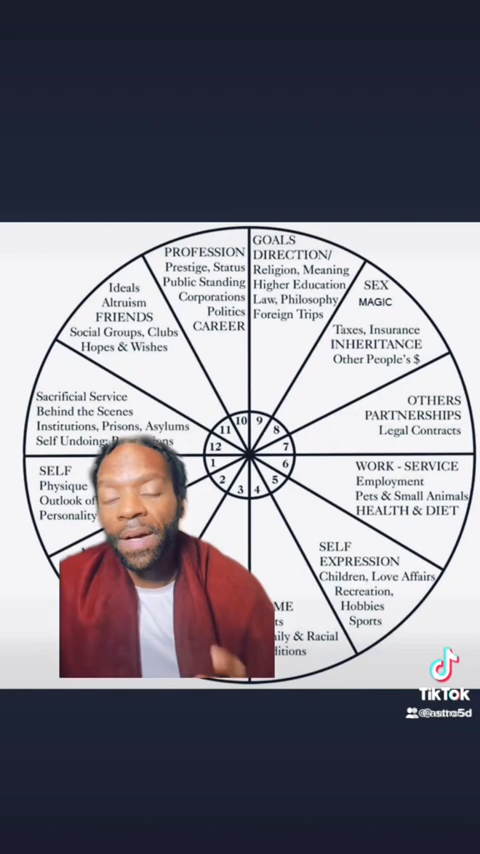 PROFESSION
Prestige, Status
Public Standing
Corporations
Politics
CAREER
GOALS
DIRECTION/
Religion, Meaning
Higher Education
Law, Philosophy
Foreign Trips
SEX
MAGIC
Taxes, Insurance
INHERITANCE
Other People's $
OTHERS
PARTNERSHIPS
Legal Contracts
WORK - SERVICE
Employment
Pets & Small Animals
HEALTH & DIET
SELF
EXPRESSION
Children, Love Affairs
Recreation,
Hobbies
Sports
Ideals
Altruism
FRIENDS
Social Groups, Clubs
Hopes & Wishes
Sacrificial Service
Behind the Scenes
Institutions, Prisons, Asylums
Self Undoing:
SELF
Physique
Outlook of
Personality
10
9
11
8
12
7
1
6
2
5
3
4
& Racial
TikTok